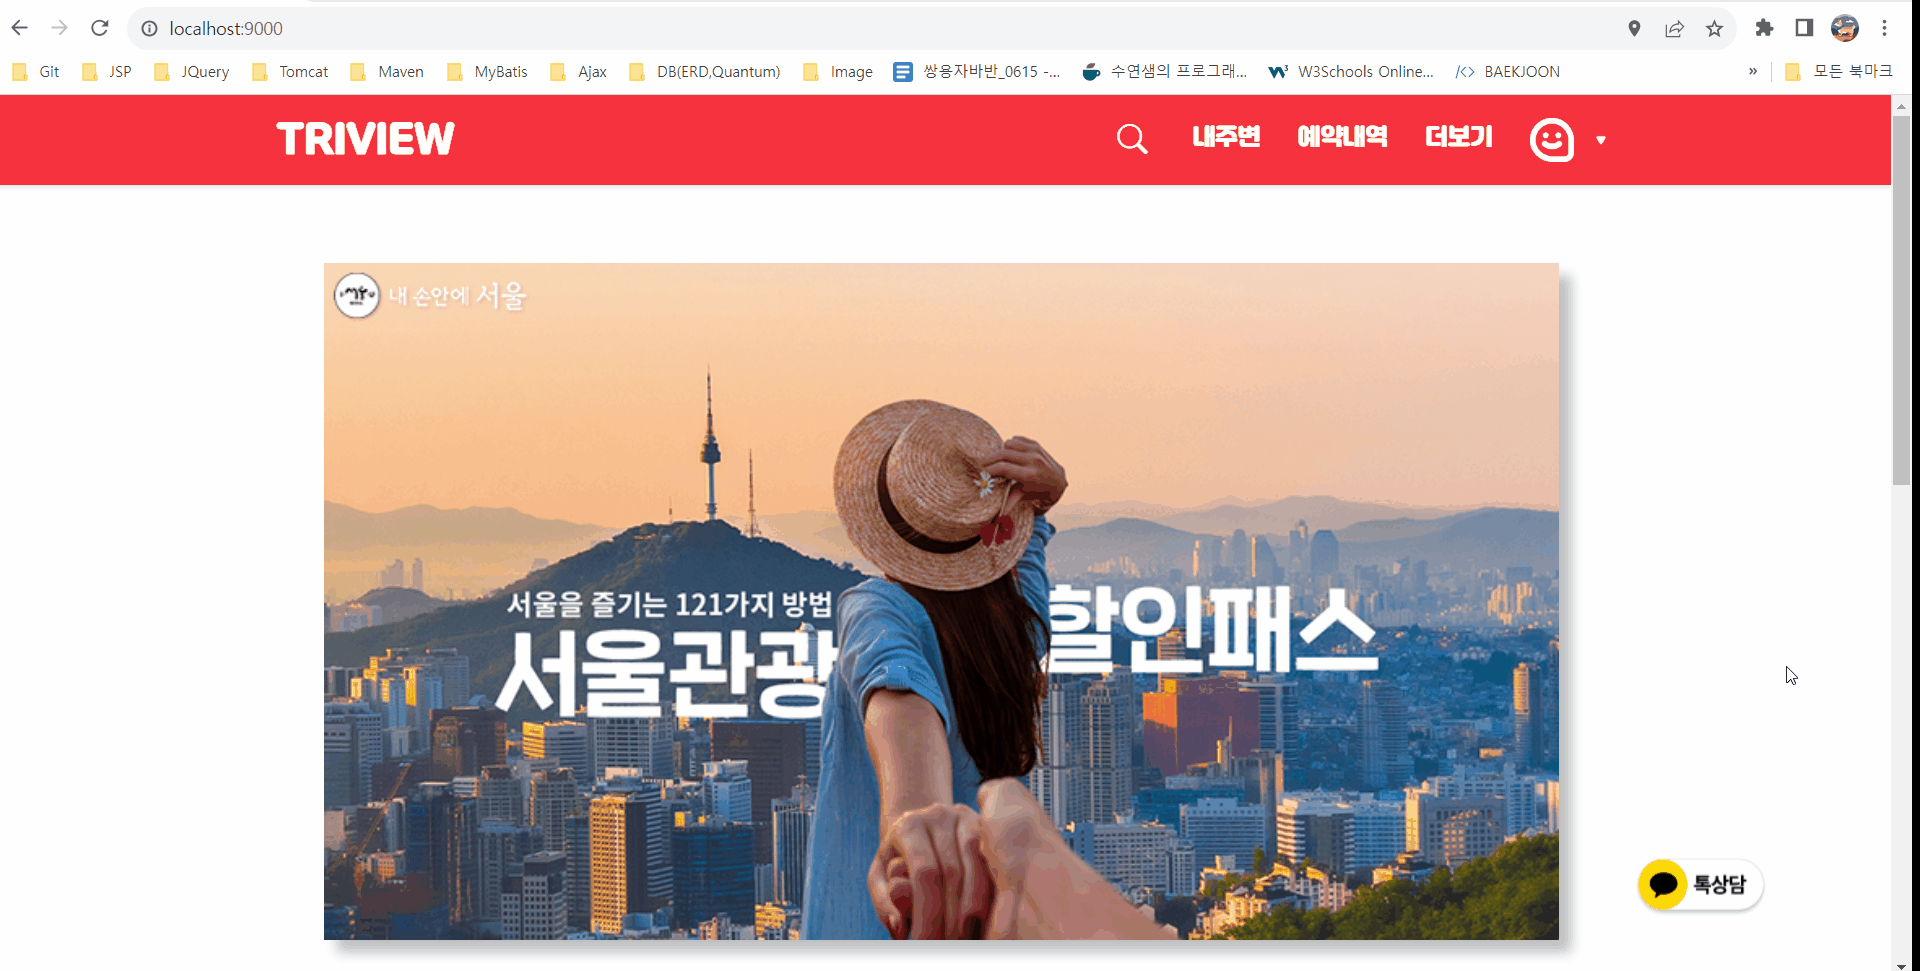 localhost:9000
Git JSP JQuery Tomcat Maven MyBatis Ajax DB(ERD,Quantum) Image 쌍용자바반_0615 -... 수연샘의 프로그래... W3Schools Online... BAEKJOON » 모든 북마크
TRIVIEW 내주변 예약내역 더보기
내 손안에 서울
서울을 즐기는 121가지 방법
서울관광 할인패스
톡상담